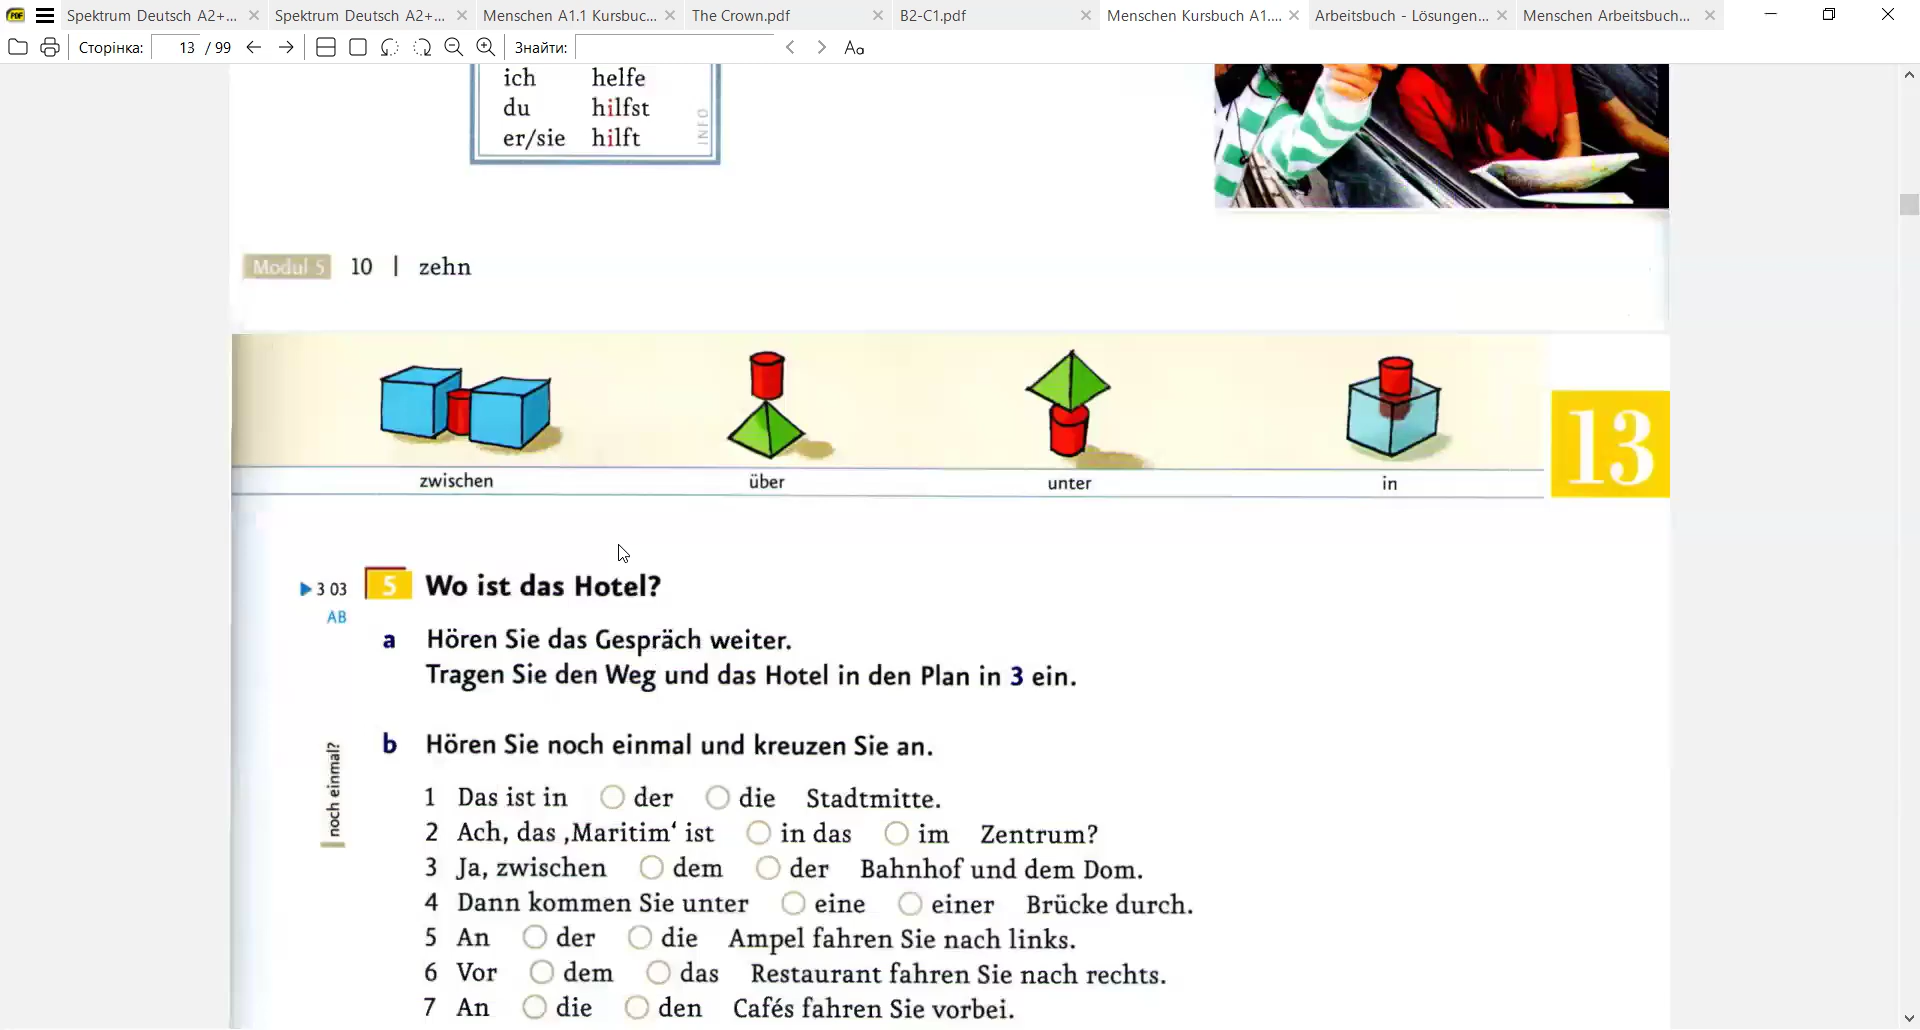 Spektrum Deutsch A2+... Spektrum Deutsch A2+... Menschen A1.1 Kursbuc... The Crown.pdf B2-C1.pdf Menschen Kursbuch A1.... Arbeitsbuch - Lösungen... Menschen Arbeitsbuch...
Сторінка: 13 / 99 Знайти: Aa
ich helfe
du hilfst
er/sie hilft
INFO
Modul 5 10 | zehn
zwischen über unter in
13
3 03 5 Wo ist das Hotel?
AB
a Hören Sie das Gespräch weiter.
Tragen Sie den Weg und das Hotel in den Plan in 3 ein.
noch einmal?
b Hören Sie noch einmal und kreuzen Sie an.
1 Das ist in ○ der ○ die Stadtmitte.
2 Ach, das ‚Maritim‘ ist ○ in das ○ im Zentrum?
3 Ja, zwischen ○ dem ○ der Bahnhof und dem Dom.
4 Dann kommen Sie unter ○ eine ○ einer Brücke durch.
5 An ○ der ○ die Ampel fahren Sie nach links.
6 Vor ○ dem ○ das Restaurant fahren Sie nach rechts.
7 An ○ die ○ den Cafés fahren Sie vorbei.